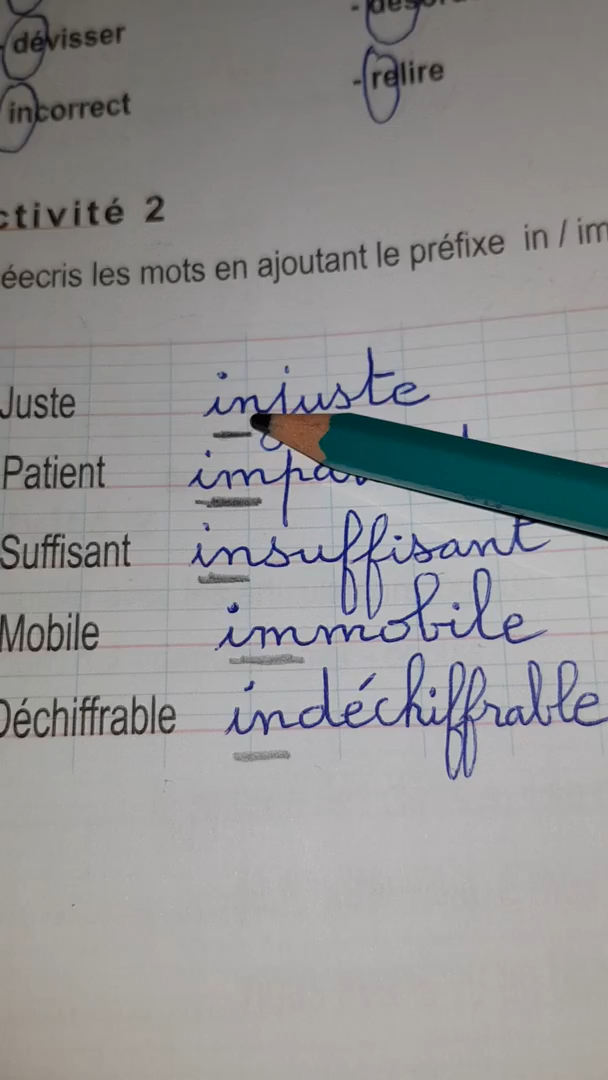 - dévisser
- relire
incorrect
ctivité 2
éecris les mots en ajoutant le préfixe in / im
Juste injuste
Patient
Suffisant insuffisant
Mobile immobile
Déchiffrable indéchiffrable